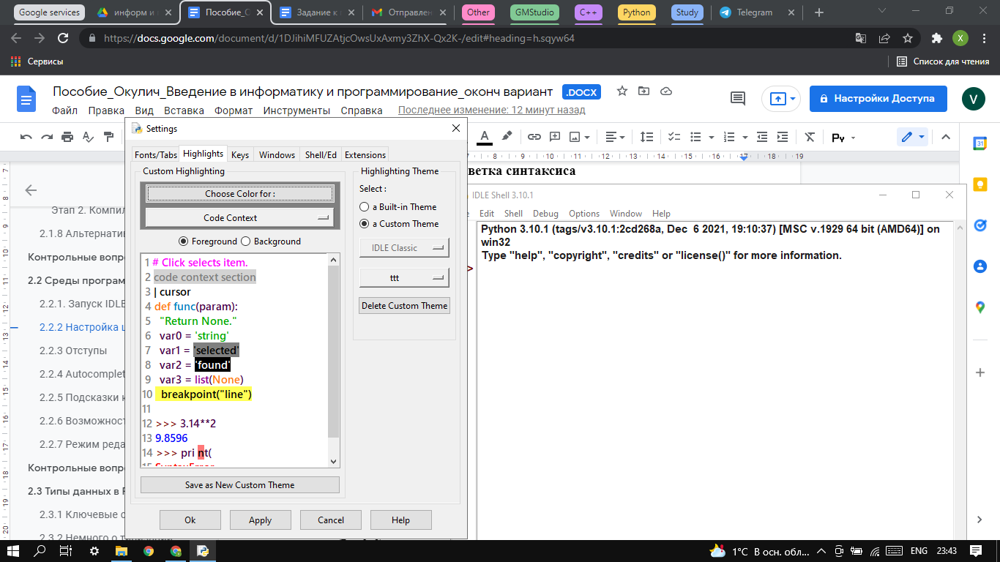 Google services
информ и
Пособие_О
Задание к
Отправлен
Other
GMStudio
C++
Python
Study
Telegram
https://docs.google.com/document/d/1DJihiMFUZAtjcOwsUxAxmy3ZhX-Qx2K-/edit#heading=h.sqyw64
X
Сервисы
Список для чтения
Пособие_Окулич_Введение в информатику и программирование_оконч вариант
.DOCX
Настройки Доступа
V
Файл Правка Вид Вставка Формат Инструменты Справка
Последнее изменение: 12 минут назад
7 8 9 10 11 12 13 14 15 16 17 18 19
ветка синтаксиса
Этап 2. Компил
2.1.8 Альтернати
Контрольные вопр
2.2 Среды програм
2.2.1. Запуск IDLE
2.2.2 Настройка ц
2.2.3 Отступы
2.2.4 Autocomplet
2.2.5 Подсказки к
2.2.6 Возможност
2.2.7 Режим реда
Контрольные вопр
2.3 Типы данных в
2.3.1 Ключевые с
Settings
Fonts/Tabs Highlights Keys Windows Shell/Ed Extensions
Custom Highlighting
Choose Color for :
Code Context
Foreground Background
1 # Click selects item.
2 code context section
3 | cursor
4 def func(param):
5 "Return None."
6 var0 = 'string'
7 var1 = 'selected'
8 var2 = 'found'
9 var3 = list(None)
10 breakpoint("line")
11
12 >>> 3.14**2
13 9.8596
14 >>> pri nt(
15 SyntaxError
Save as New Custom Theme
Highlighting Theme
Select :
a Built-in Theme
a Custom Theme
IDLE Classic
ttt
Delete Custom Theme
Ok Apply Cancel Help
IDLE Shell 3.10.1
Edit Shell Debug Options Window Help
Python 3.10.1 (tags/v3.10.1:2cd268a, Dec 6 2021, 19:10:37) [MSC v.1929 64 bit (AMD64)] on
win32
Type "help", "copyright", "credits" or "license()" for more information.
>
31
1°C В осн. обл...
ENG
23:43